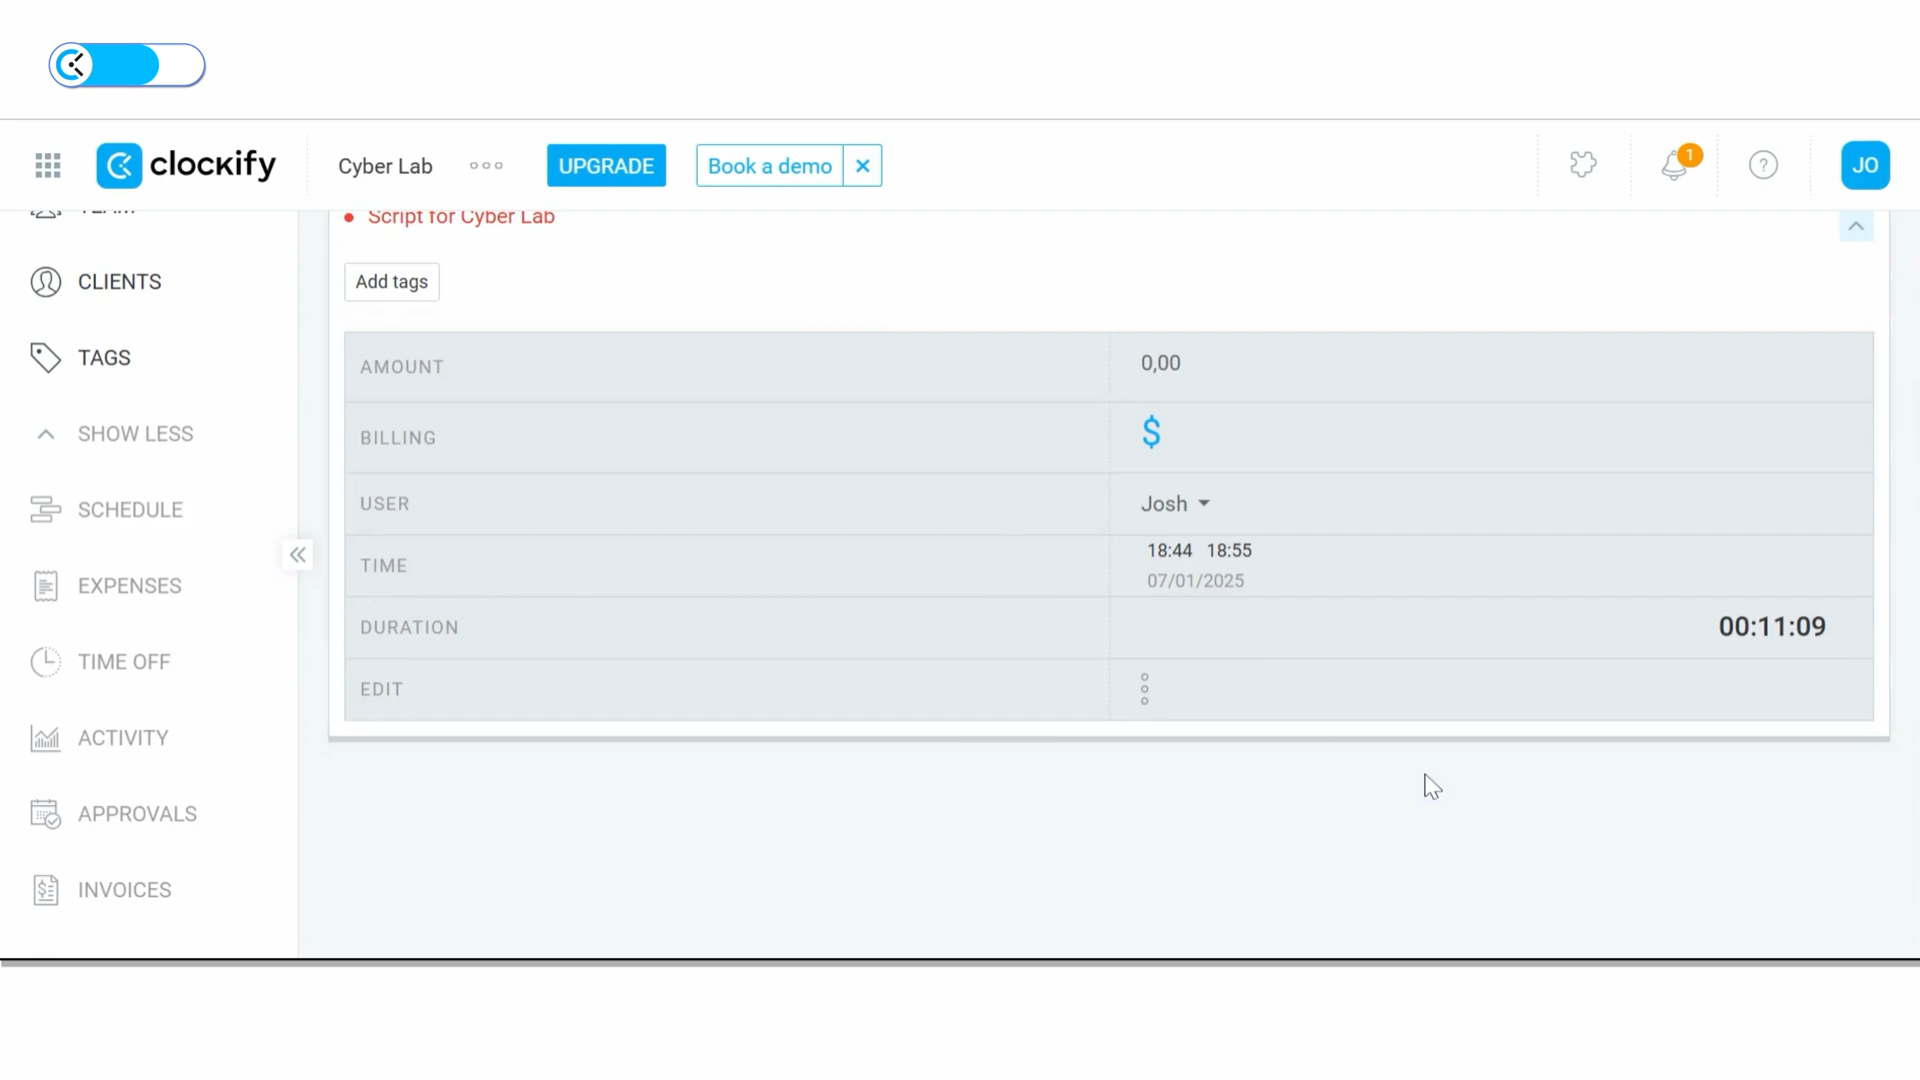 clockify
Cyber Lab
UPGRADE
Book a demo
1
?
JO
TEAM
CLIENTS
TAGS
SHOW LESS
SCHEDULE
EXPENSES
TIME OFF
ACTIVITY
APPROVALS
INVOICES
Script for Cyber Lab
Add tags
AMOUNT 0,00
BILLING $
USER Josh
TIME 18:44 18:55
07/01/2025
DURATION 00:11:09
EDIT